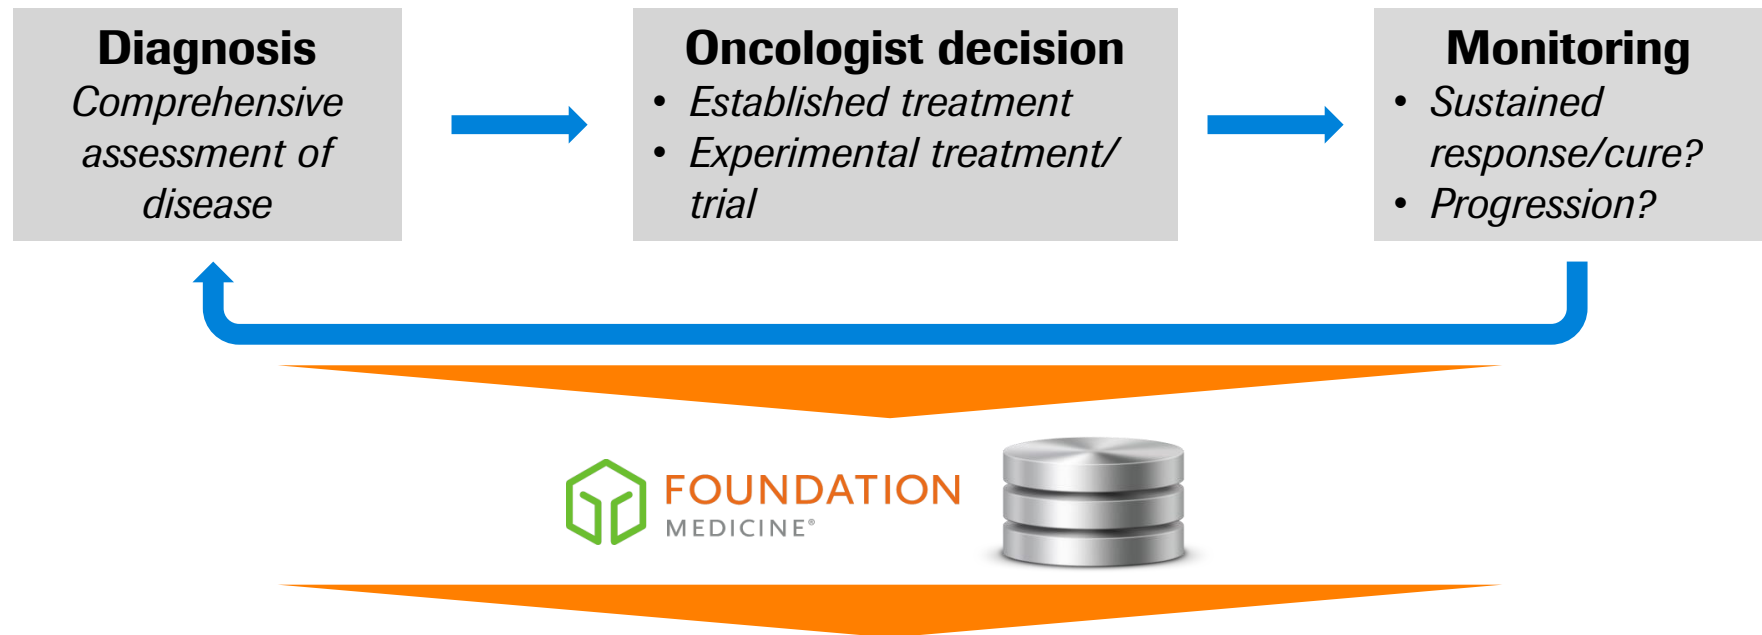 Diagnosis
Comprehensive
assessment of
disease
Oncologist decision
• Established treatment
• Experimental treatment/
trial
Monitoring
• Sustained
response/cure?
• Progression?
FOUNDATION
MEDICINE®